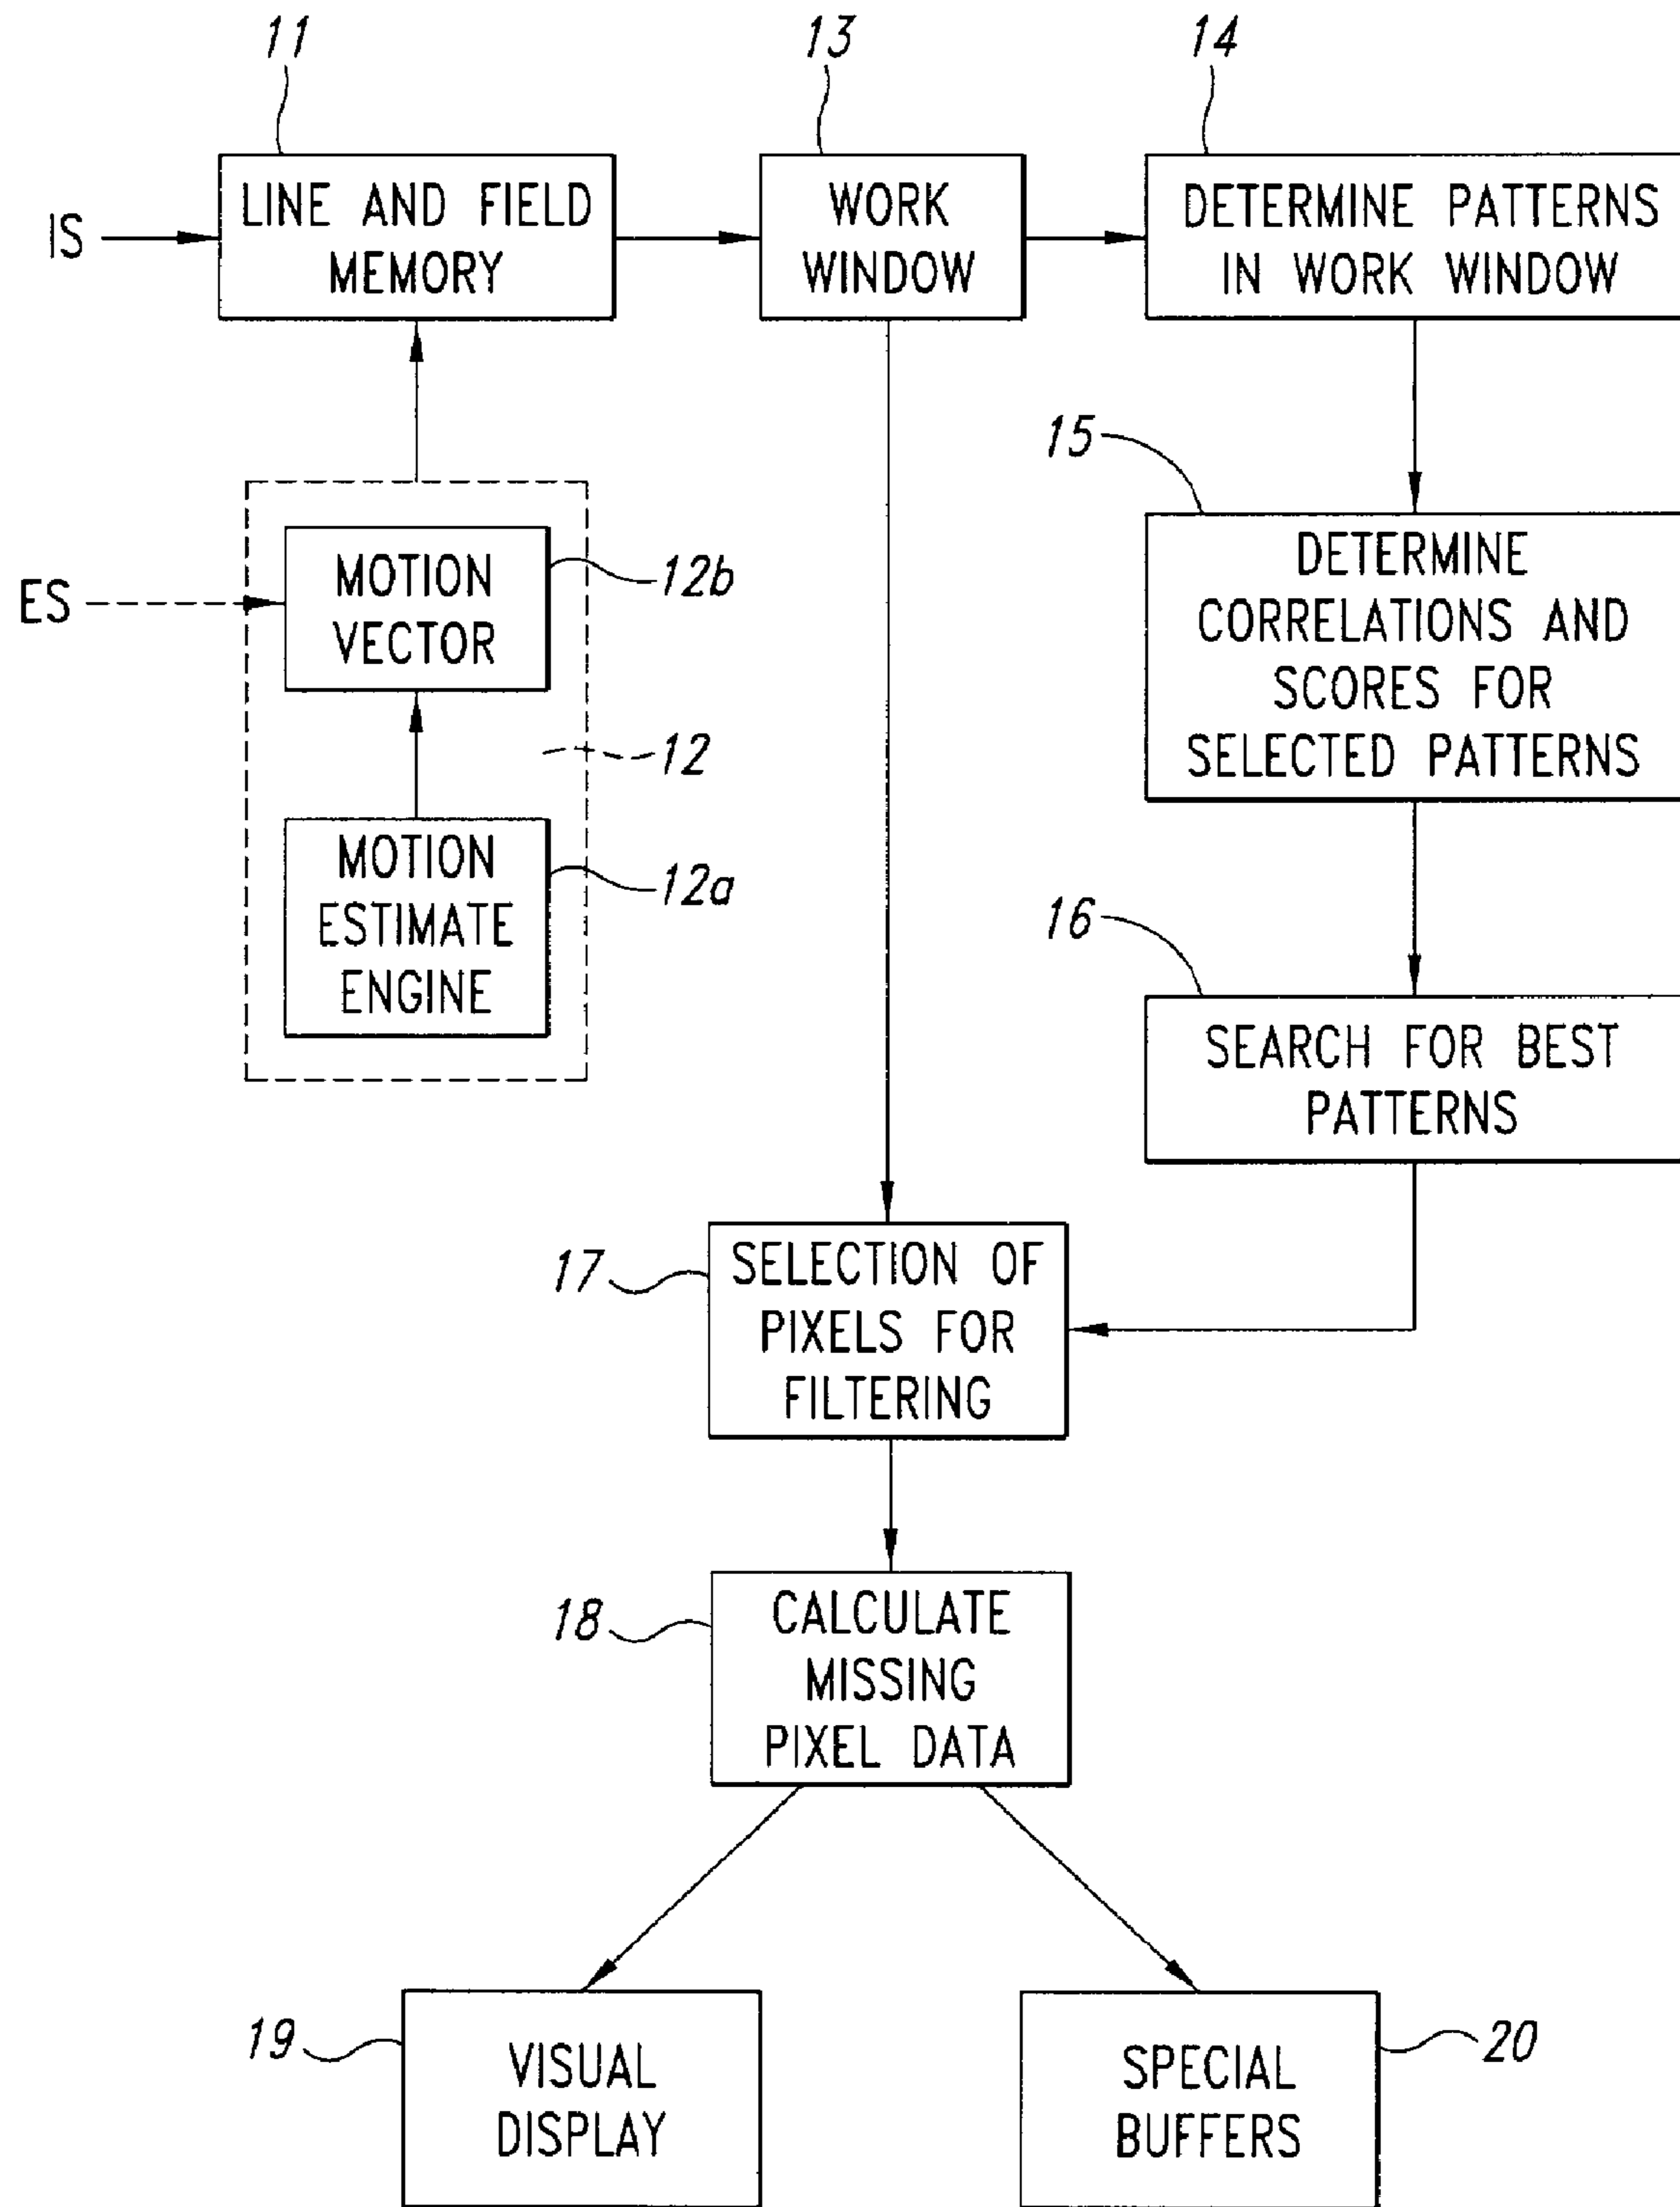 11
13
14
IS
LINE AND FIELD
MEMORY
WORK
WINDOW
DETERMINE PATTERNS
IN WORK WINDOW
15
ES
MOTION
VECTOR
12b
DETERMINE
CORRELATIONS AND
SCORES FOR
SELECTED PATTERNS
12
MOTION
ESTIMATE
ENGINE
12a
16
SEARCH FOR BEST
PATTERNS
17
SELECTION OF
PIXELS FOR
FILTERING
18
CALCULATE
MISSING
PIXEL DATA
19
VISUAL
DISPLAY
SPECIAL
BUFFERS
20